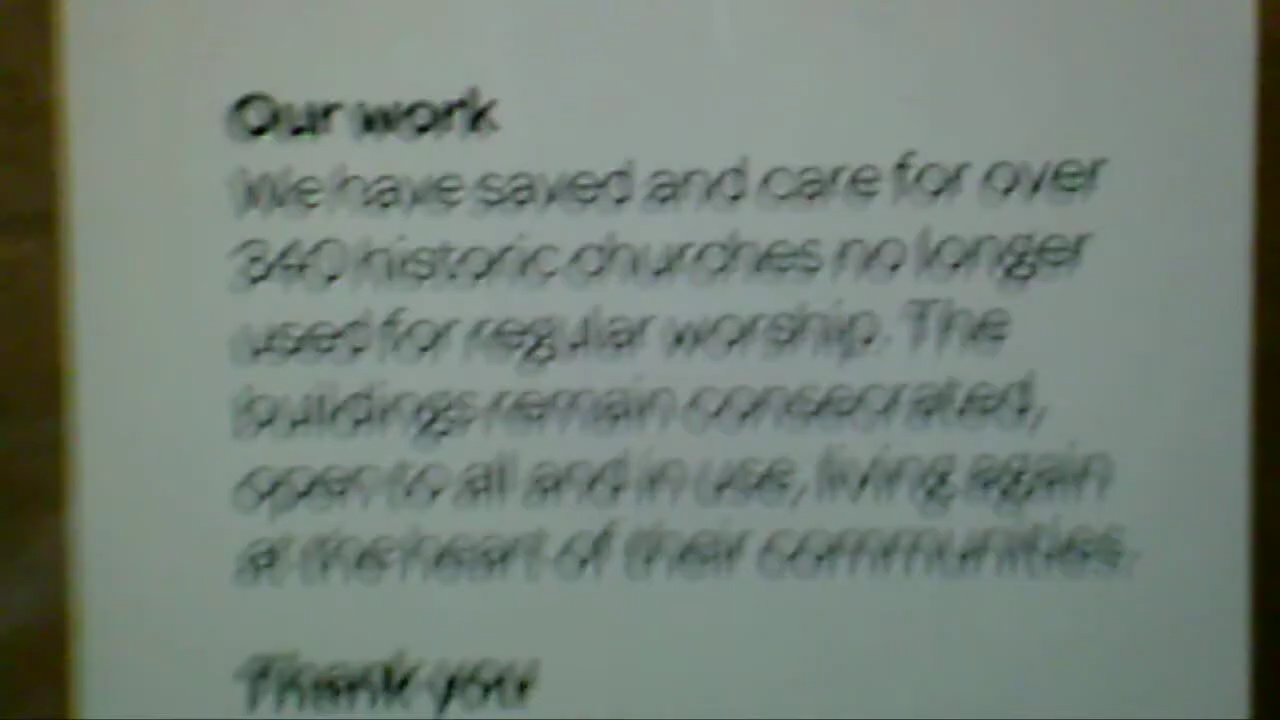 Our work
We have saved and care for over
340 historic churches no longer
used for regular worship. The
buildings remain consecrated,
open to all and in use, living again
at the heart of their communities.
Thank you